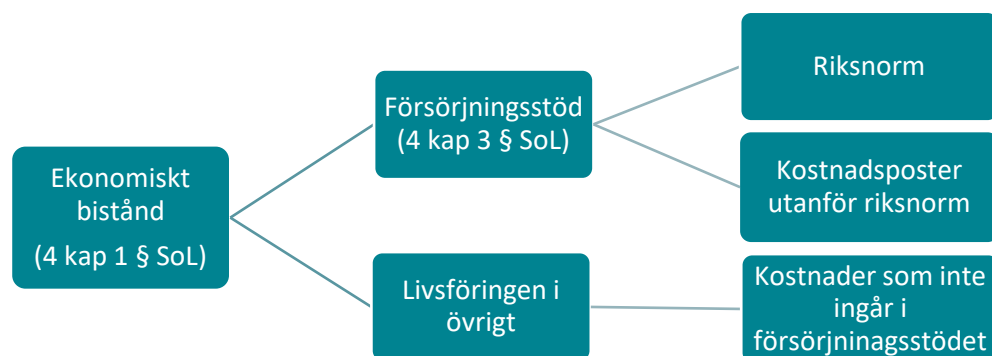 Ekonomiskt
bistånd
(4 kap 1 § SoL)
Försörjningsstöd
(4 kap 3 § SoL)
Riksnorm
Kostnadsposter
utanför riksnorm
Livsföringen i
övrigt
Kostnader som inte
ingår i
försörjninagsstödet